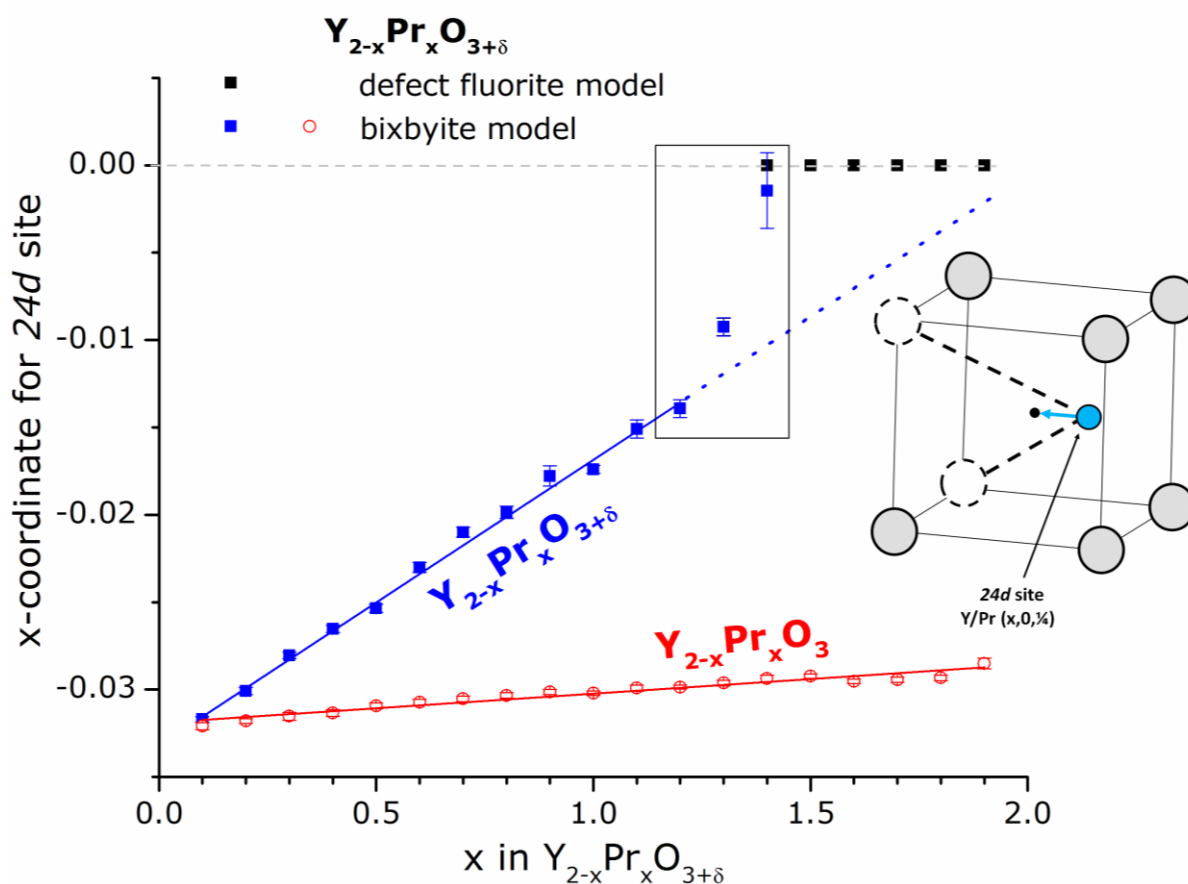 Y₂₋ₓPrₓO₃₊δ
defect fluorite model
bixbyite model
0.00
-0.01
-0.02
-0.03
x-coordinate for 24d site
Y₂₋ₓPrₓO₃₊δ
Y₂₋ₓPrₓO₃
24d site
Y/Pr (x,0,¼)
0.0 0.5 1.0 1.5 2.0
x in Y₂₋ₓPrₓO₃₊δ